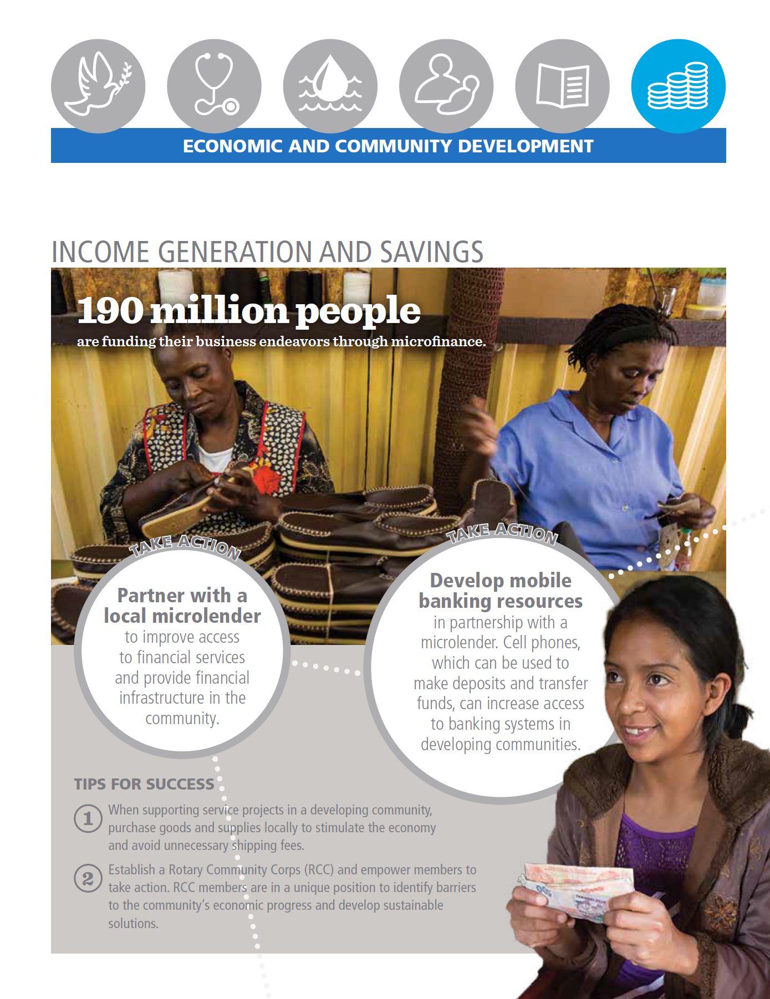 ECONOMIC AND COMMUNITY DEVELOPMENT
INCOME GENERATION AND SAVINGS
190 million people
are funding their business endeavors through microfinance.
TAKE ACTION
Partner with a
local microlender
to improve access
to financial services
and provide financial
infrastructure in the
community.
TAKE ACTION
Develop mobile
banking resources
in partnership with a
microlender. Cell phones,
which can be used to
make deposits and transfer
funds, can increase access
to banking systems in
developing communities.
TIPS FOR SUCCESS
1 When supporting service projects in a developing community,
purchase goods and supplies locally to stimulate the economy
and avoid unnecessary shipping fees.
2 Establish a Rotary Community Corps (RCC) and empower members to
take action. RCC members are in a unique position to identify barriers
to the community’s economic progress and develop sustainable
solutions.